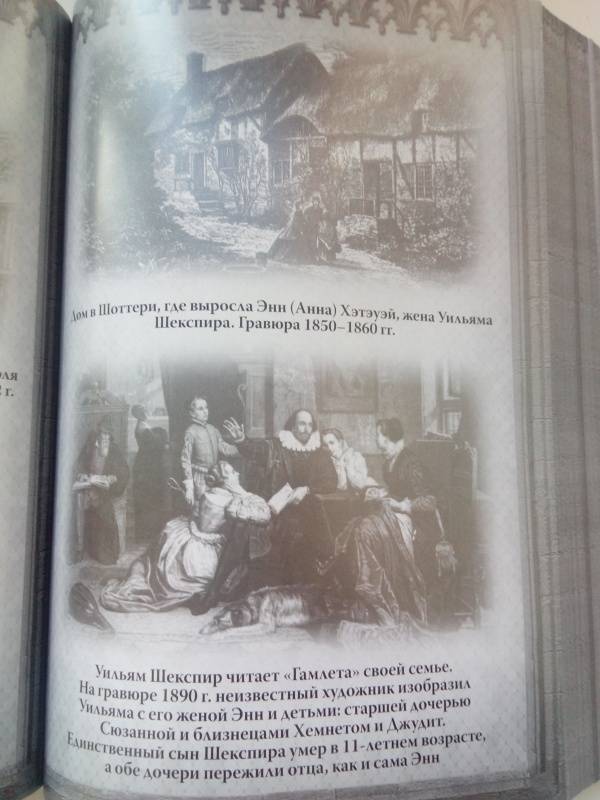 Дом в Шоттери, где выросла Энн (Анна) Хэтэуэй, жена Уильяма
Шекспира. Гравюра 1850–1860 гг.
Уильям Шекспир читает «Гамлета» своей семье.
На гравюре 1890 г. неизвестный художник изобразил
Уильяма с его женой Энн и детьми: старшей дочерью
Сюзанной и близнецами Хемнетом и Джудит.
Единственный сын Шекспира умер в 11-летнем возрасте,
а обе дочери пережили отца, как и сама Энн